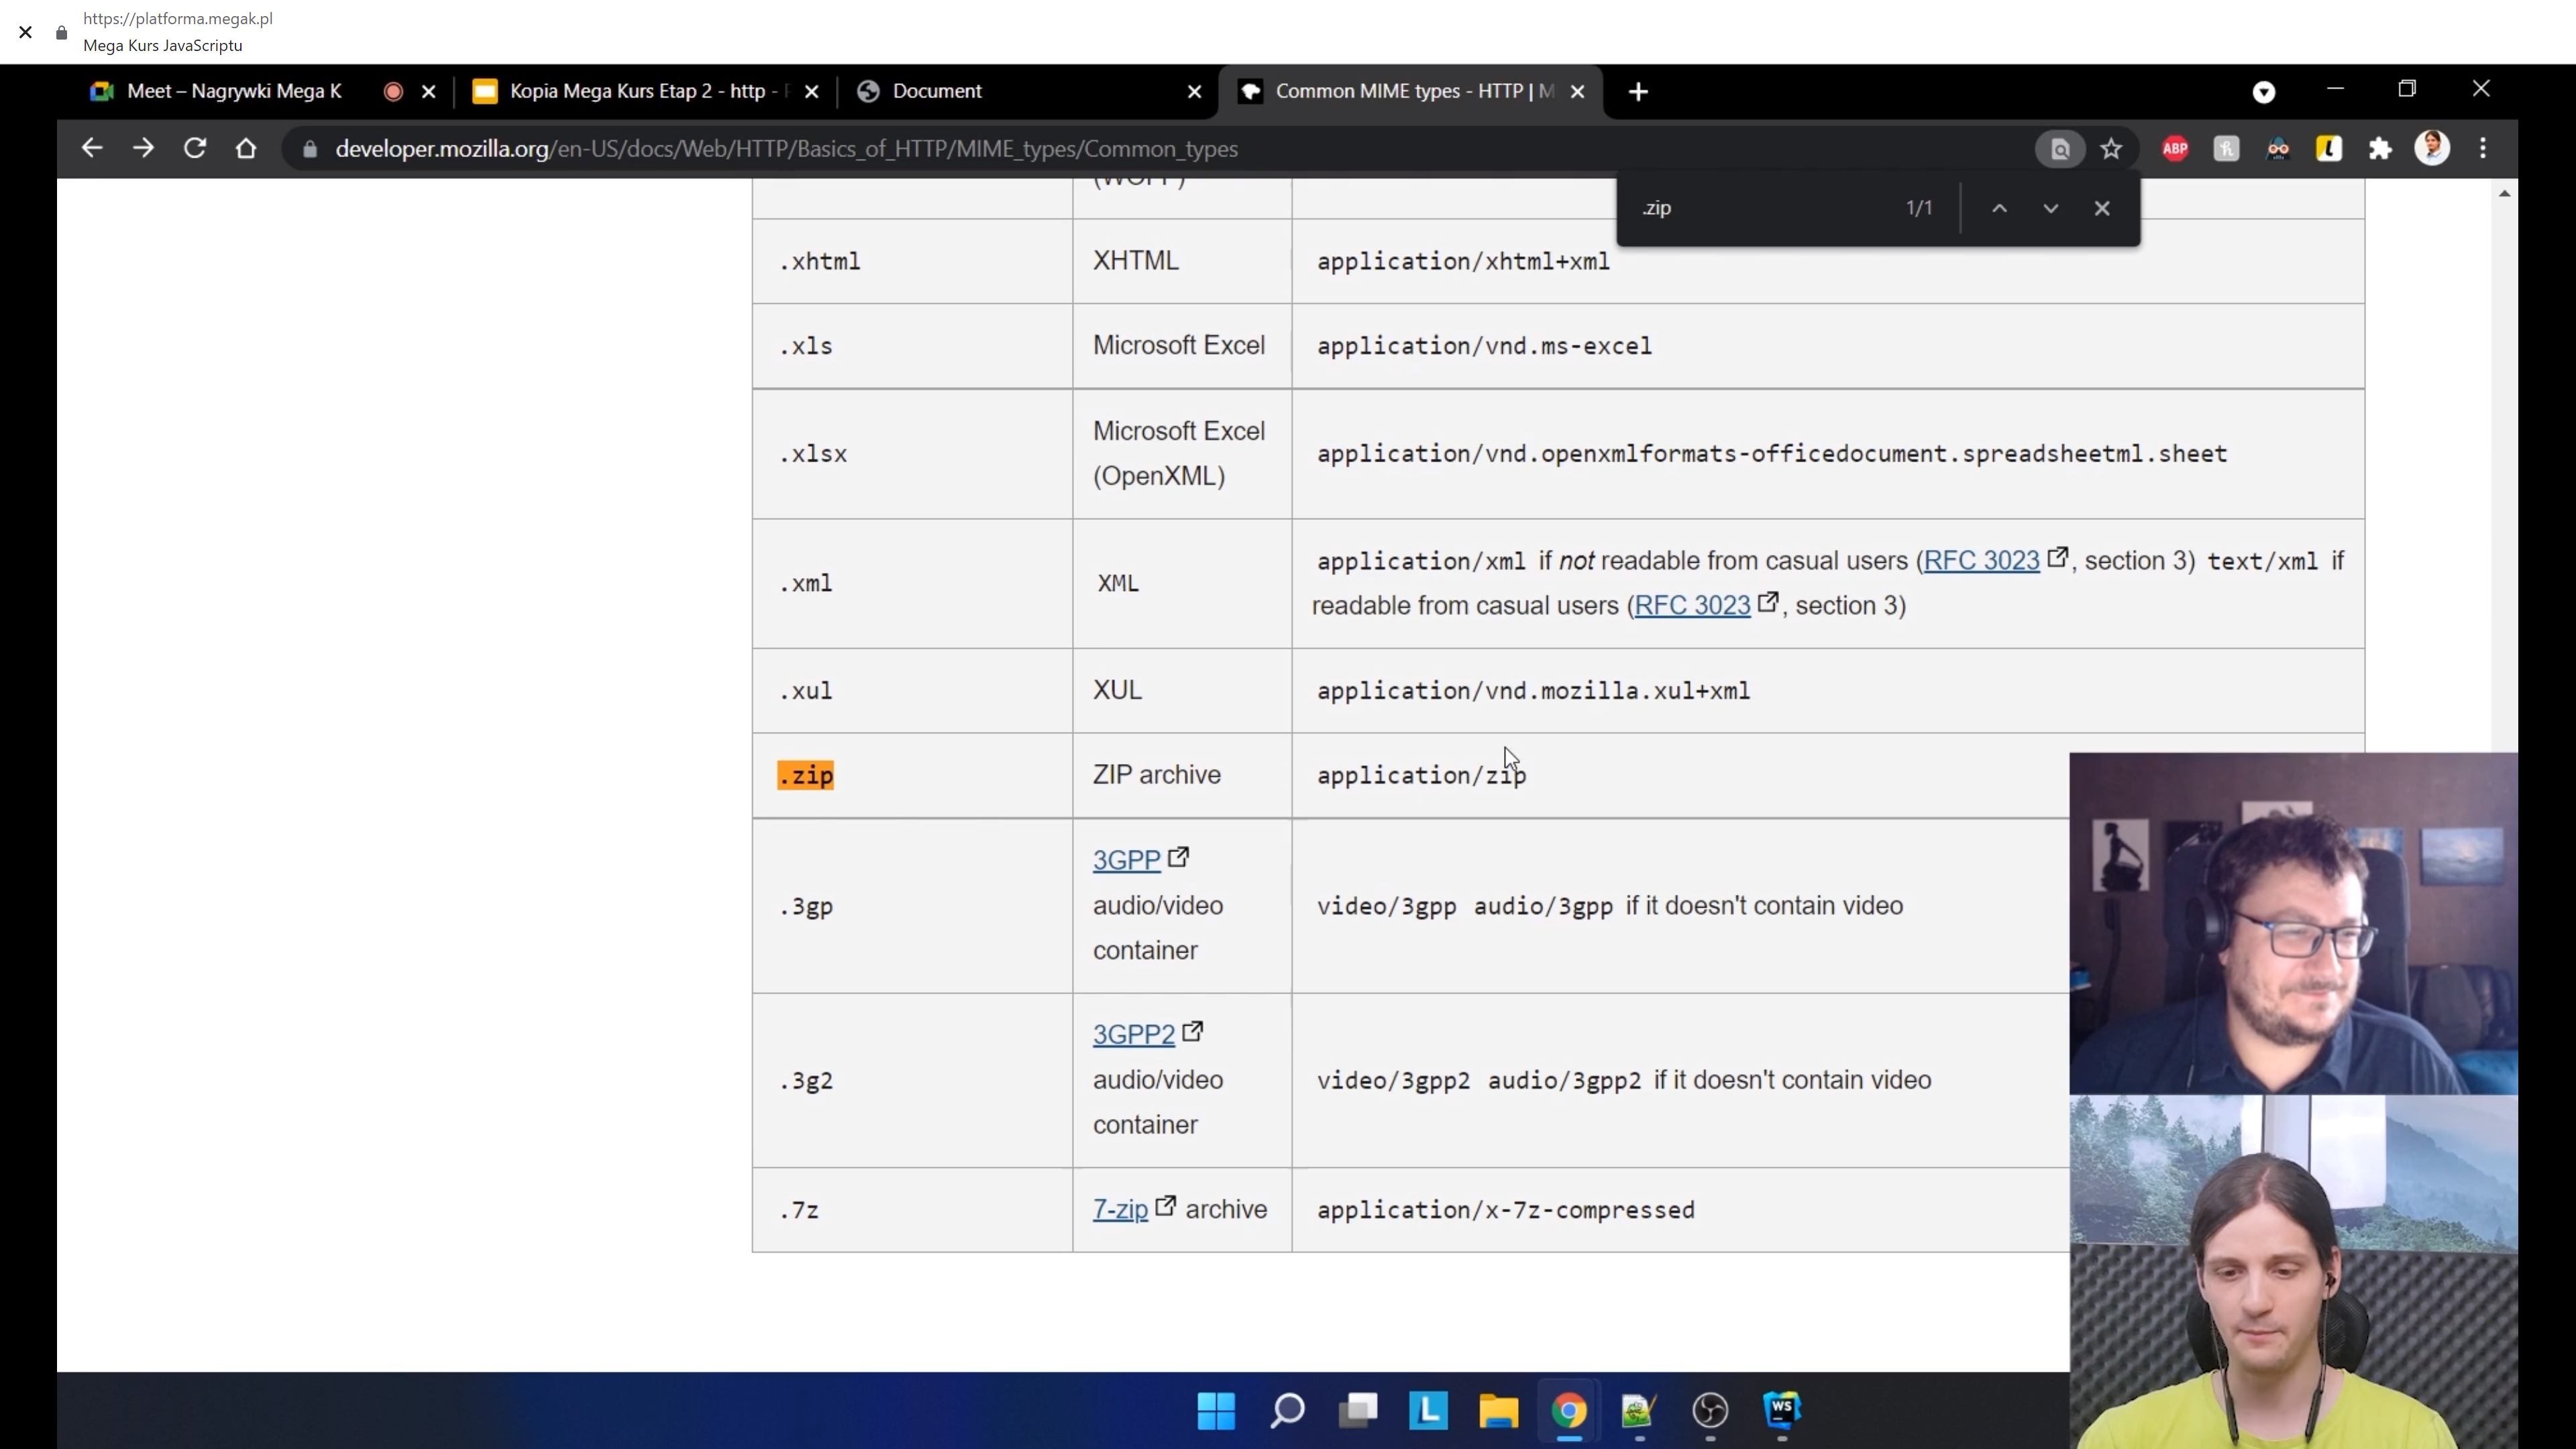 https://platforma.megak.pl
Mega Kurs JavaScriptu
Meet – Nagrywki Mega K
Kopia Mega Kurs Etap 2 - http -
Document
Common MIME types - HTTP | M
developer.mozilla.org/en-US/docs/Web/HTTP/Basics_of_HTTP/MIME_types/Common_types
ABP
.zip 1/1
(WOFF)
.xhtml XHTML application/xhtml+xml
.xls Microsoft Excel application/vnd.ms-excel
Microsoft Excel
.xlsx application/vnd.openxmlformats-officedocument.spreadsheetml.sheet
(OpenXML)
application/xml if not readable from casual users (RFC 3023, section 3) text/xml if
.xml XML
readable from casual users (RFC 3023, section 3)
.xul XUL application/vnd.mozilla.xul+xml
.zip ZIP archive application/zip
3GPP
.3gp audio/video video/3gpp audio/3gpp if it doesn't contain video
container
3GPP2
.3g2 audio/video video/3gpp2 audio/3gpp2 if it doesn't contain video
container
.7z 7-zip archive application/x-7z-compressed
L
WS